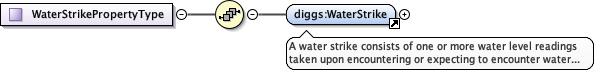 WaterStrikePropertyType
diggs:WaterStrike
A water strike consists of one or more water level readings
taken upon encountering or expecting to encounter water...